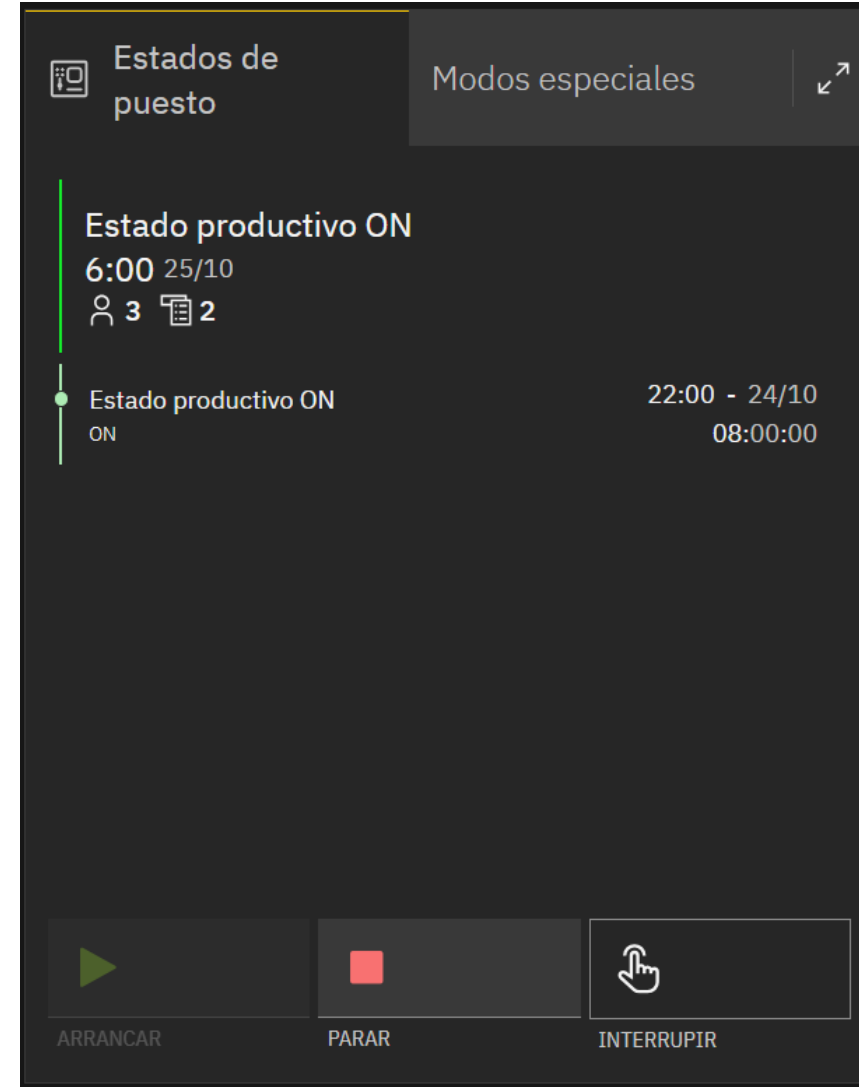 Estados de
puesto
Modos especiales
Estado productivo ON
6:00 25/10
3 2
Estado productivo ON
ON
22:00 - 24/10
08:00:00
ARRANCAR
PARAR
INTERRUPIR